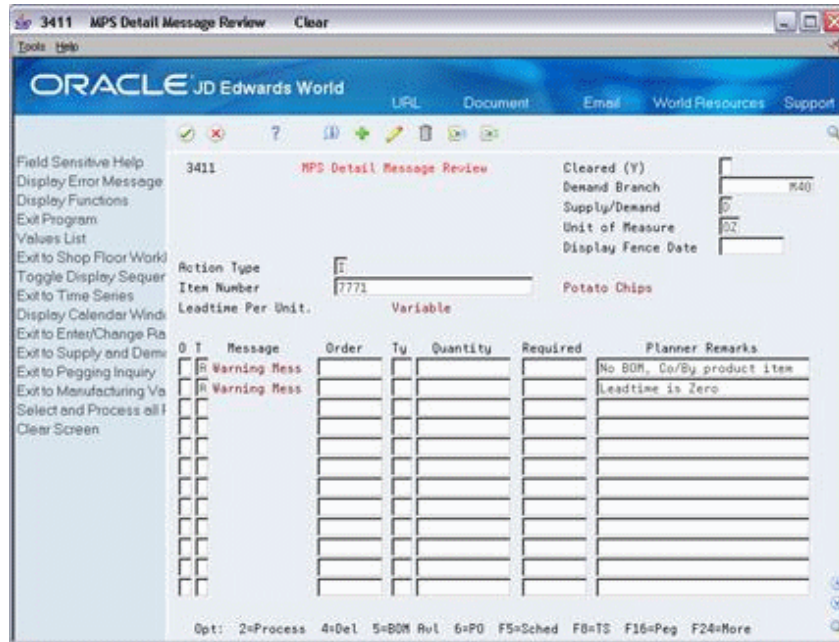 3411 MPS Detail Message Review Clear
Tools Help
ORACLE JD Edwards World
URL Document Email World Resources Support
Field Sensitive Help
Display Error Message
Display Functions
Exit Program
Values List
Exit to Shop Floor Workl
Toggle Display Sequer
Exit to Time Series
Display Calendar Windo
Exit to Enter/Change Ra
Exit to Supply and Dema
Exit to Pegging Inquiry
Exit to Manufacturing Va
Select and Process all
Clear Screen
3411 MPS Detail Message Review
Cleared (Y)
Demand Branch M40
Supply/Demand D
Unit of Measure OZ
Display Fence Date
Action Type I
Item Number 7771 Potato Chips
Leadtime Per Unit. Variable
O T Message Order Ty Quantity Required Planner Remarks
A Warning Mess No BOM, Co/By product item
A Warning Mess Leadtime is Zero
Opt: 2=Process 4=Del 5=BOM Avl 6=PO F5=Sched F8=TS F16=Peg F24=More